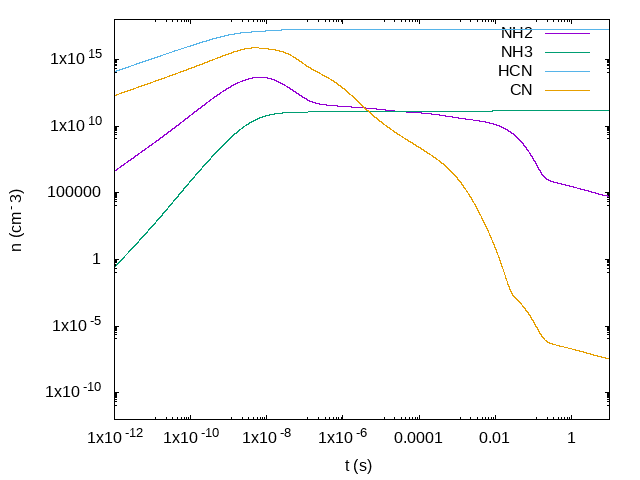 NH2
NH3
HCN
CN
1x10 15
1x10 10
100000
1
1x10 -5
1x10 -10
n (cm- 3)
1x10 -12 1x10 -10 1x10 -8 1x10 -6 0.0001 0.01 1
t (s)